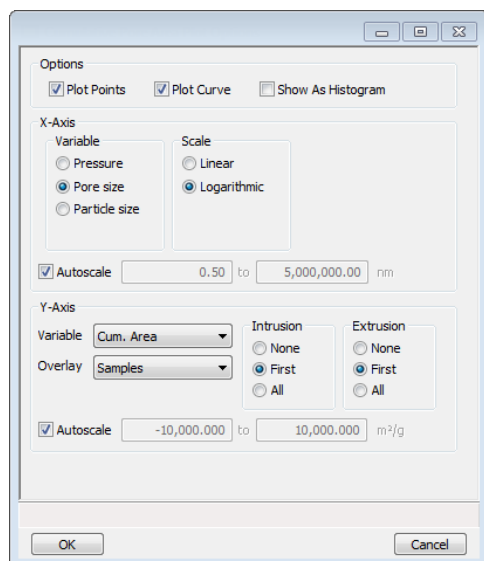 Options
Plot Points Plot Curve Show As Histogram
X-Axis
Variable Scale
Pressure Linear
Pore size Logarithmic
Particle size
Autoscale 0.50 to 5,000,000.00 nm
Y-Axis
Variable Cum. Area Intrusion Extrusion
None None
Overlay Samples First First
All All
Autoscale -10,000.000 to 10,000.000 m²/g
OK Cancel